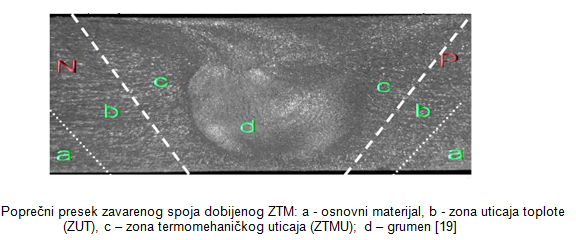 N P
c c
b b
d
a a
Poprečni presek zavarenog spoja dobijenog ZTM: a - osnovni materijal, b - zona uticaja toplote
(ZUT), c – zona termomehaničkog uticaja (ZTMU); d – grumen [19]